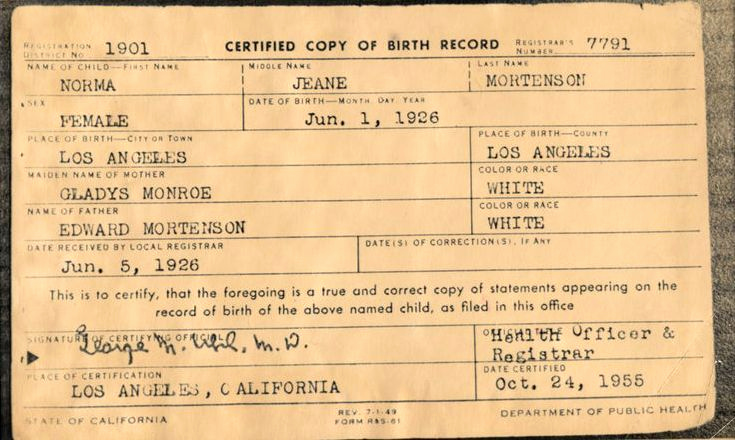 REGISTRATION DISTRICT NO 1901 CERTIFIED COPY OF BIRTH RECORD REGISTRAR'S NUMBER 7791
NAME OF CHILD—FIRST NAME MIDDLE NAME LAST NAME
NORMA JEANE MORTENSON
SEX DATE OF BIRTH—MONTH DAY YEAR
FEMALE Jun. 1, 1926
PLACE OF BIRTH—CITY OR TOWN PLACE OF BIRTH—COUNTY
LOS ANGELES LOS ANGELES
MAIDEN NAME OF MOTHER COLOR OR RACE
GLADYS MONROE WHITE
NAME OF FATHER COLOR OR RACE
EDWARD MORTENSON WHITE
DATE RECEIVED BY LOCAL REGISTRAR DATE(S) OF CORRECTION(S), IF ANY
Jun. 5, 1926
This is to certify, that the foregoing is a true and correct copy of statements appearing on the
record of birth of the above named child, as filed in this office
SIGNATURE OF CERTIFYING OFFICIAL Health Officer &
George M. M.D. Registrar
PLACE OF CERTIFICATION DATE CERTIFIED
LOS ANGELES, CALIFORNIA Oct. 24, 1955
STATE OF CALIFORNIA REV. 7-1-49 DEPARTMENT OF PUBLIC HEALTH
FORM R&S-61